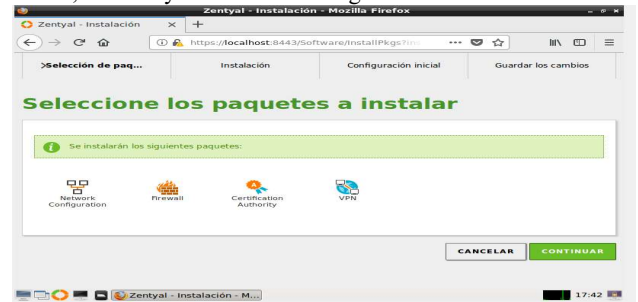 Zentyal - Instalación - Mozilla Firefox
Zentyal - Instalación
https://localhost:8443/Software/InstallPkgs?
Selección de paq...
Instalación
Configuración inicial
Guardar los cambios
Seleccione los paquetes a instalar
Se instalarán los siguientes paquetes:
Network Configuration
Firewall
Certification Authority
VPN
CANCELAR
CONTINUAR
Zentyal - Instalación - M...
17:42